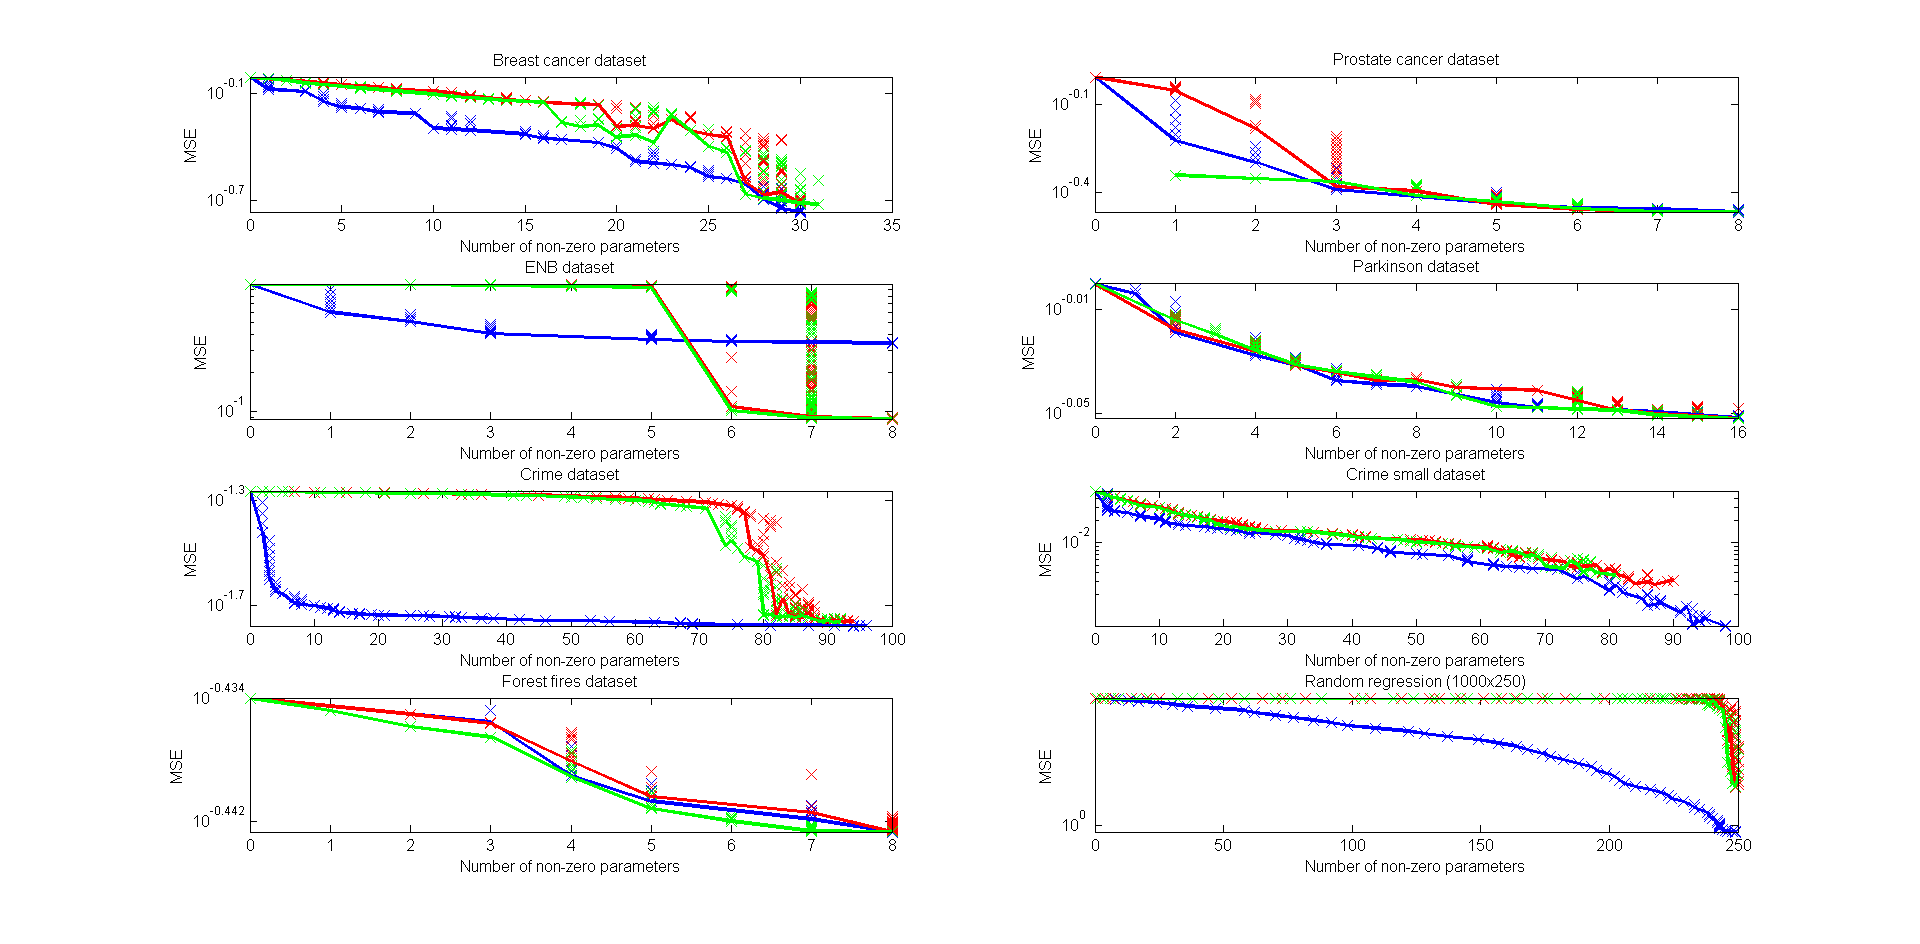 Breast cancer dataset
10^-0.1
MSE
10^-0.7
0 5 10 15 20 25 30 35
Number of non-zero parameters
Prostate cancer dataset
10^-0.1
MSE
10^-0.4
0 1 2 3 4 5 6 7 8
Number of non-zero parameters
ENB dataset
MSE
10^-1
0 1 2 3 4 5 6 7 8
Number of non-zero parameters
Parkinson dataset
10^-0.01
MSE
10^-0.05
0 2 4 6 8 10 12 14 16
Number of non-zero parameters
Crime dataset
10^-1.3
MSE
10^-1.7
0 10 20 30 40 50 60 70 80 90 100
Number of non-zero parameters
Crime small dataset
MSE
10^-2
0 10 20 30 40 50 60 70 80 90 100
Number of non-zero parameters
Forest fires dataset
10^-0.434
MSE
10^-0.442
0 1 2 3 4 5 6 7 8
Number of non-zero parameters
Random regression (1000x250)
MSE
10^0
0 50 100 150 200 250
Number of non-zero parameters